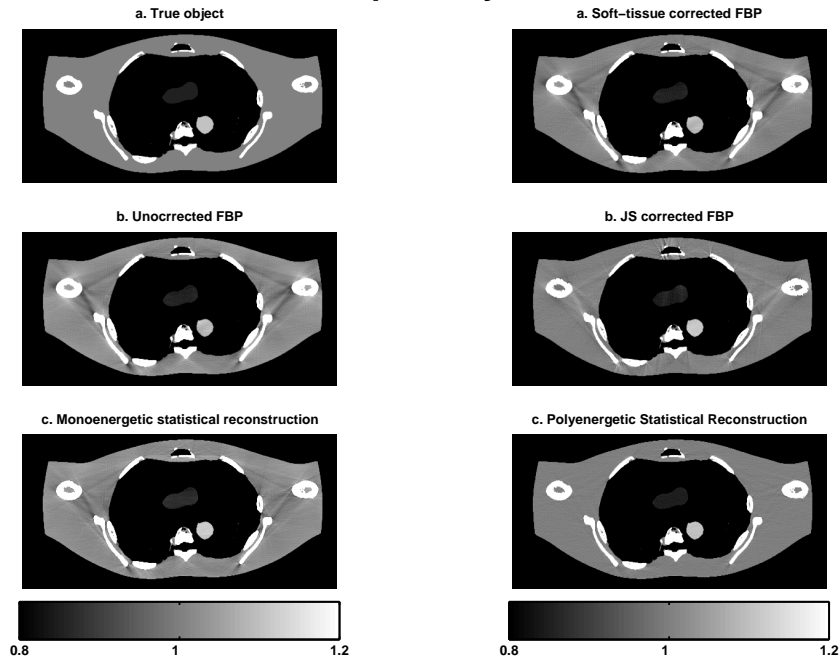 a. True object
a. Soft-tissue corrected FBP
b. Unocrrected FBP
b. JS corrected FBP
c. Monoenergetic statistical reconstruction
c. Polyenergetic Statistical Reconstruction
0.8 1 1.2
0.8 1 1.2